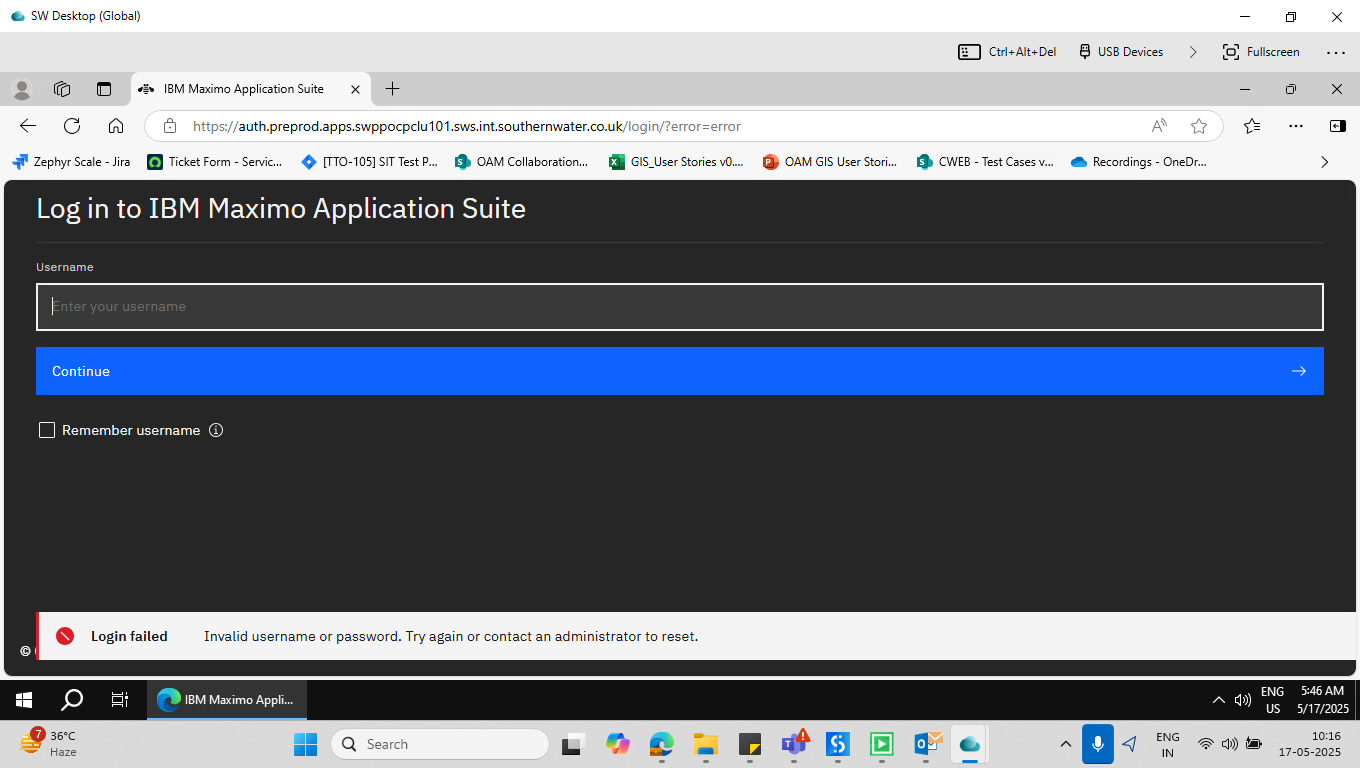 SW Desktop (Global)
Ctrl+Alt+Del USB Devices Fullscreen
IBM Maximo Application Suite
https://auth.preprod.apps.swppocpclu101.sws.int.southernwater.co.uk/login/?error=error
Zephyr Scale - Jira Ticket Form - Servic... [TTO-105] SIT Test P... OAM Collaboration... GIS_User Stories v0.... OAM GIS User Stori... CWEB - Test Cases v... Recordings - OneDr...
Log in to IBM Maximo Application Suite
Username
Enter your username
Continue
Remember username
Login failed Invalid username or password. Try again or contact an administrator to reset.
©
IBM Maximo Appli... ENG US 5:46 AM 5/17/2025
7 36°C Haze Search ENG IN 10:16 17-05-2025